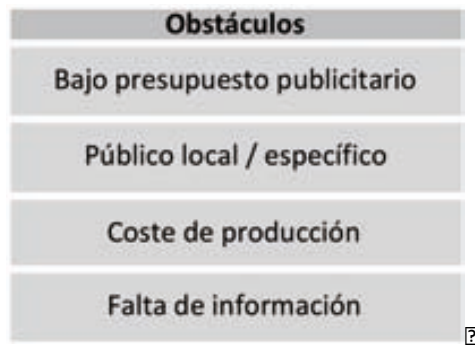 Obstáculos
Bajo presupuesto publicitario
Público local / específico
Coste de producción
Falta de información